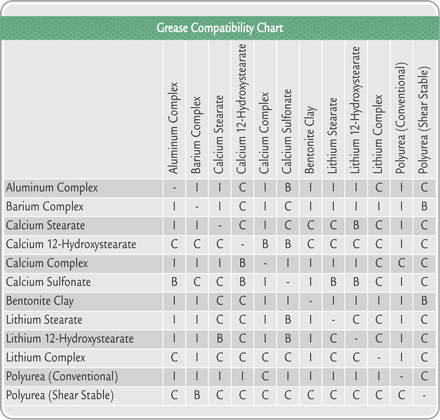 Grease Compatibility Chart
Aluminum Complex Barium Complex Calcium Stearate Calcium 12-Hydroxystearate Calcium Complex Calcium Sulfonate Bentonite Clay Lithium Stearate Lithium 12-Hydroxystearate Lithium Complex Polyurea (Conventional) Polyurea (Shear Stable)
Aluminum Complex - I I C I B I I I C I C
Barium Complex I - I C I C I I I I I B
Calcium Stearate I I - C I C C C B C I C
Calcium 12-Hydroxystearate C C C - B B C C C C I C
Calcium Complex I I I B - I I I I C C C
Calcium Sulfonate B C C B I - I B B C I C
Bentonite Clay I I C C I I - I I I I B
Lithium Stearate I I C C I B I - C C I C
Lithium 12-Hydroxystearate I I B C I B I C - C I C
Lithium Complex C I C C C C I C C - I C
Polyurea (Conventional) I I I I C I I I I I - C
Polyurea (Shear Stable) C B C C C C B C C C C -